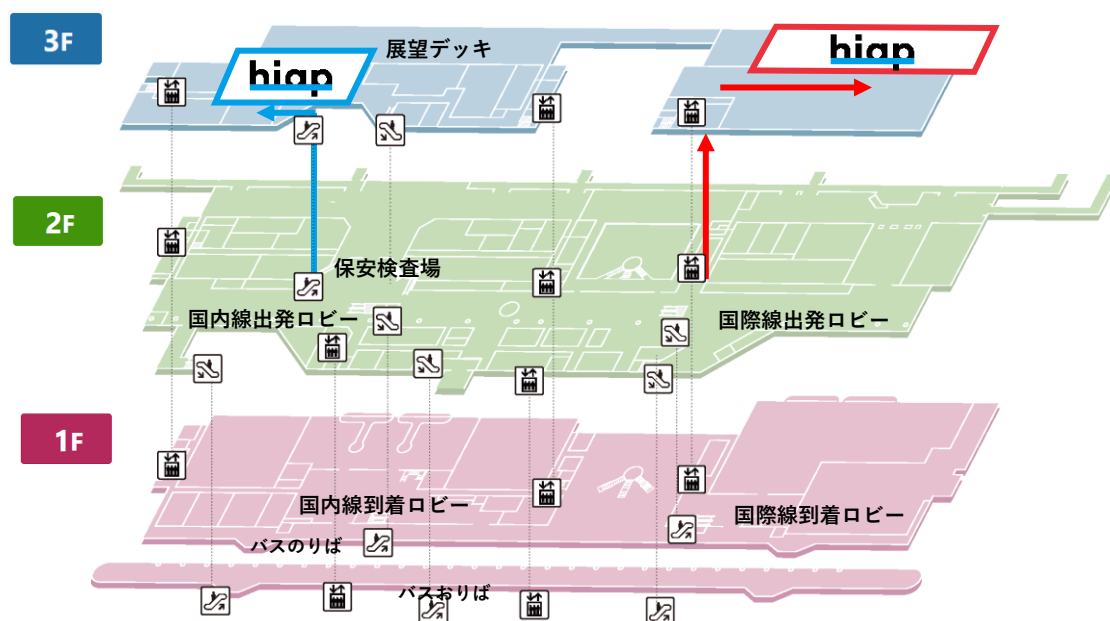 3F
展望デッキ
hiap
hiap
2F
保安検査場
国内線出発ロビー
国際線出発ロビー
1F
国内線到着ロビー
国際線到着ロビー
バスのりば
バスおりば